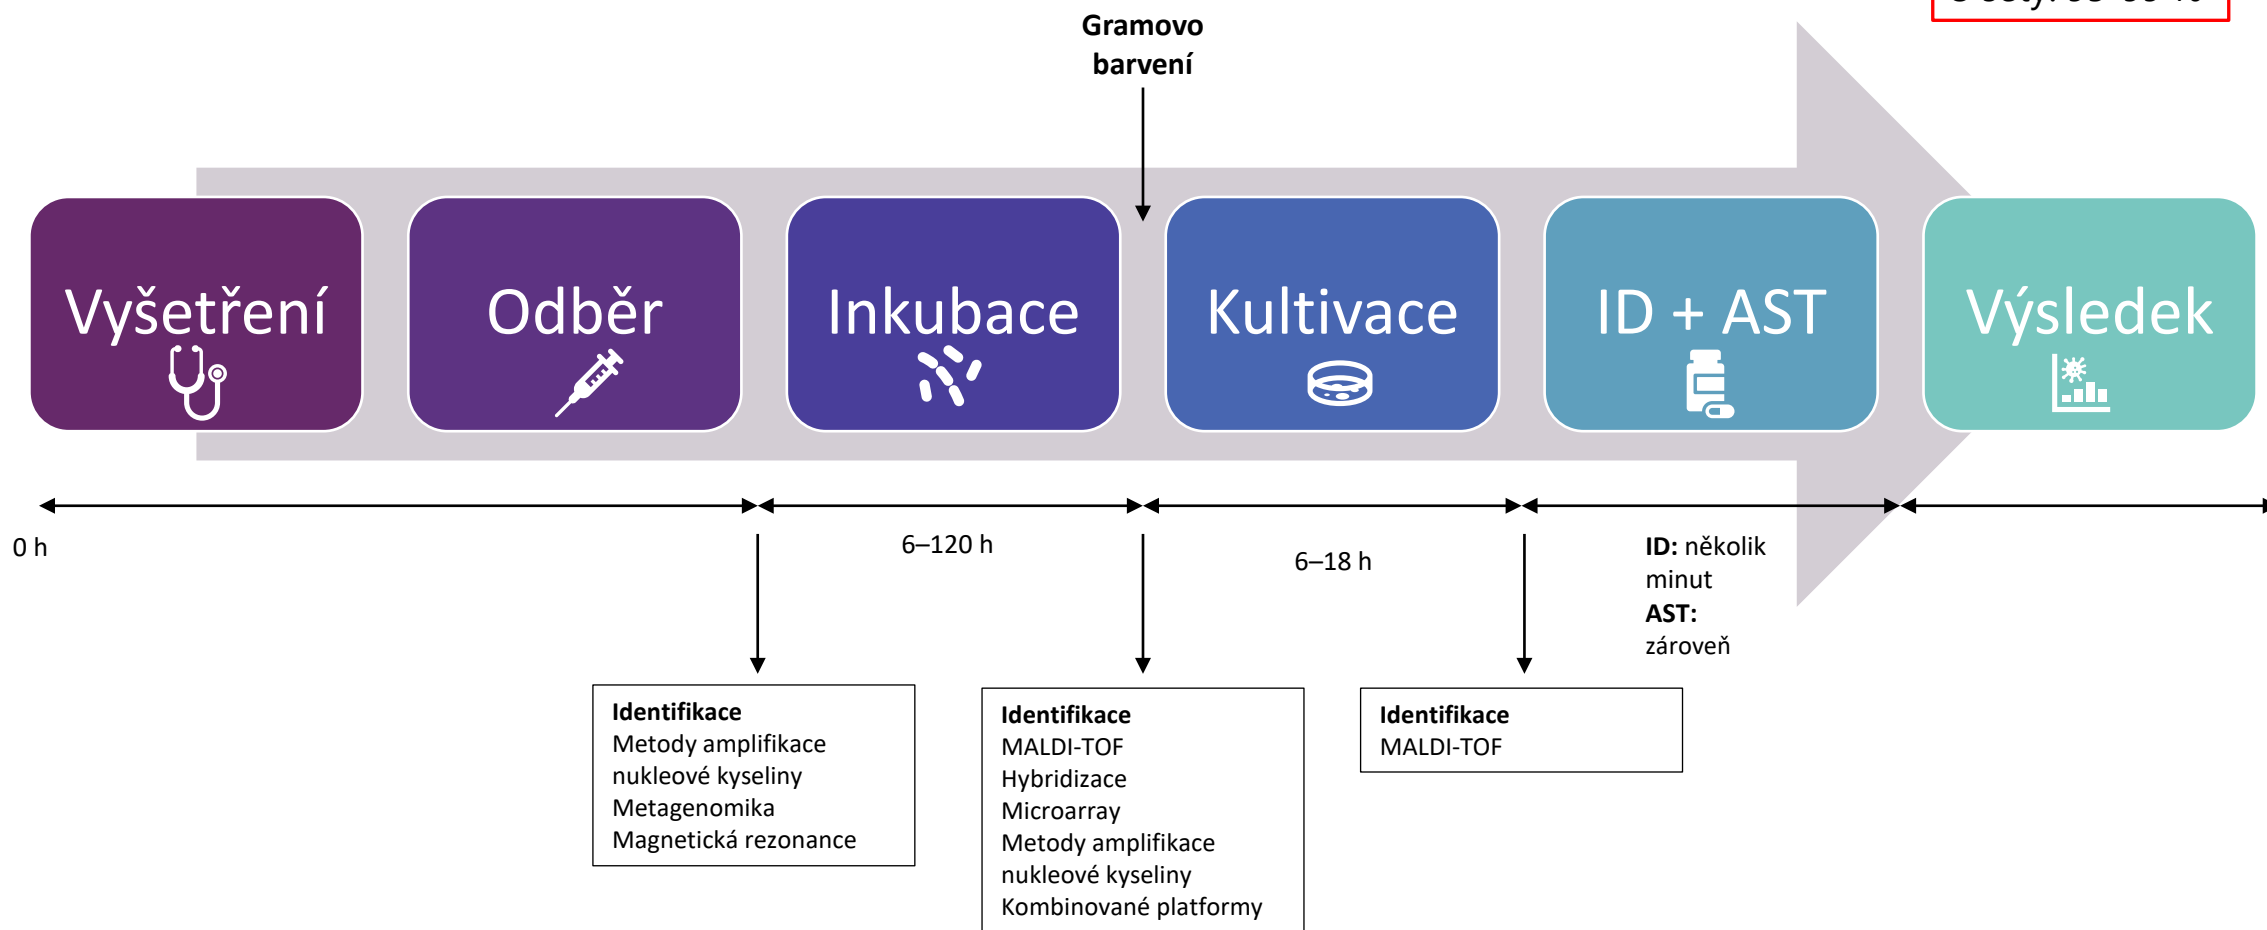 Gramovo
barvení
Vyšetření
Odběr
Inkubace
Kultivace
ID + AST
Výsledek
0 h
6–120 h
6–18 h
ID: několik
minut
AST:
zároveň
Identifikace
Metody amplifikace
nukleové kyseliny
Metagenomika
Magnetická rezonance
Identifikace
MALDI-TOF
Hybridizace
Microarray
Metody amplifikace
nukleové kyseliny
Kombinované platformy
Identifikace
MALDI-TOF